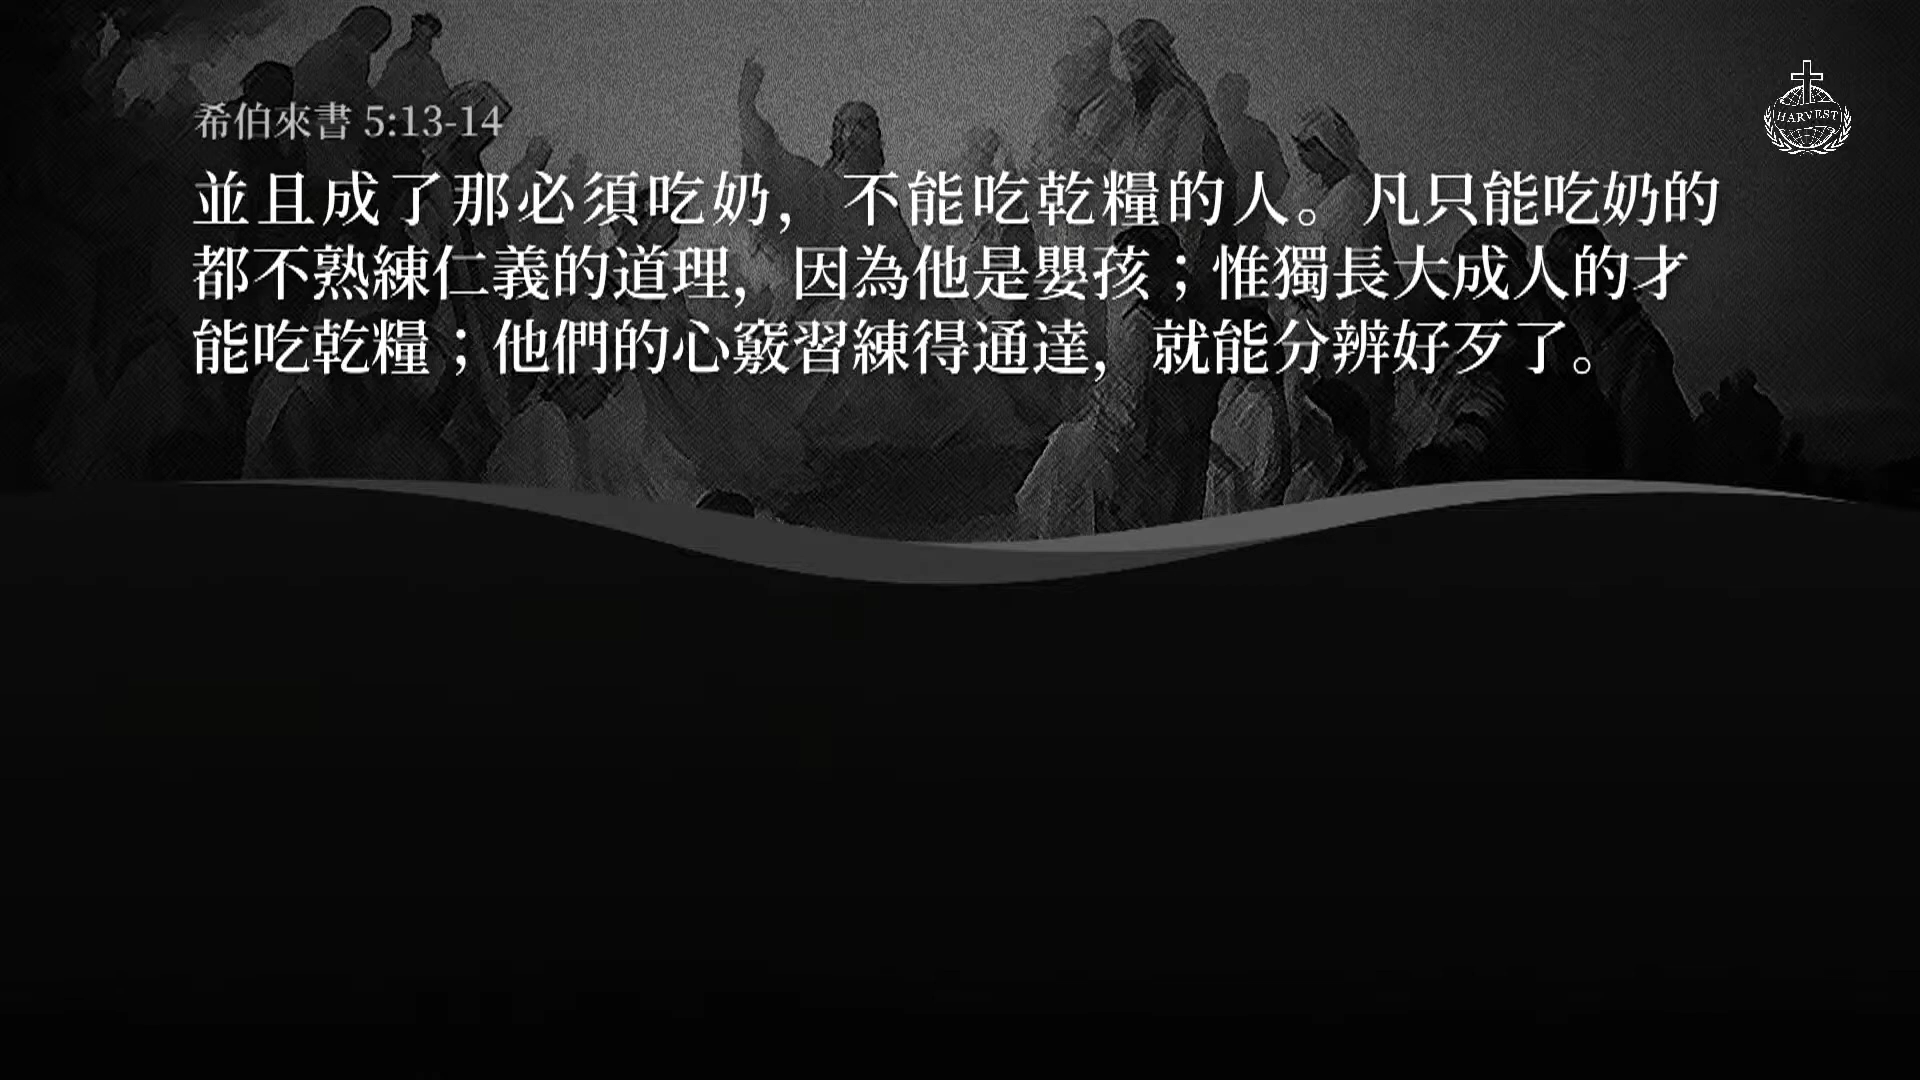 希伯來書 5:13-14
HARVEST
並且成了那必須吃奶，不能吃乾糧的人。凡只能吃奶的
都不熟練仁義的道理，因為他是嬰孩；惟獨長大成人的才
能吃乾糧；他們的心竅習練得通達，就能分辨好歹了。